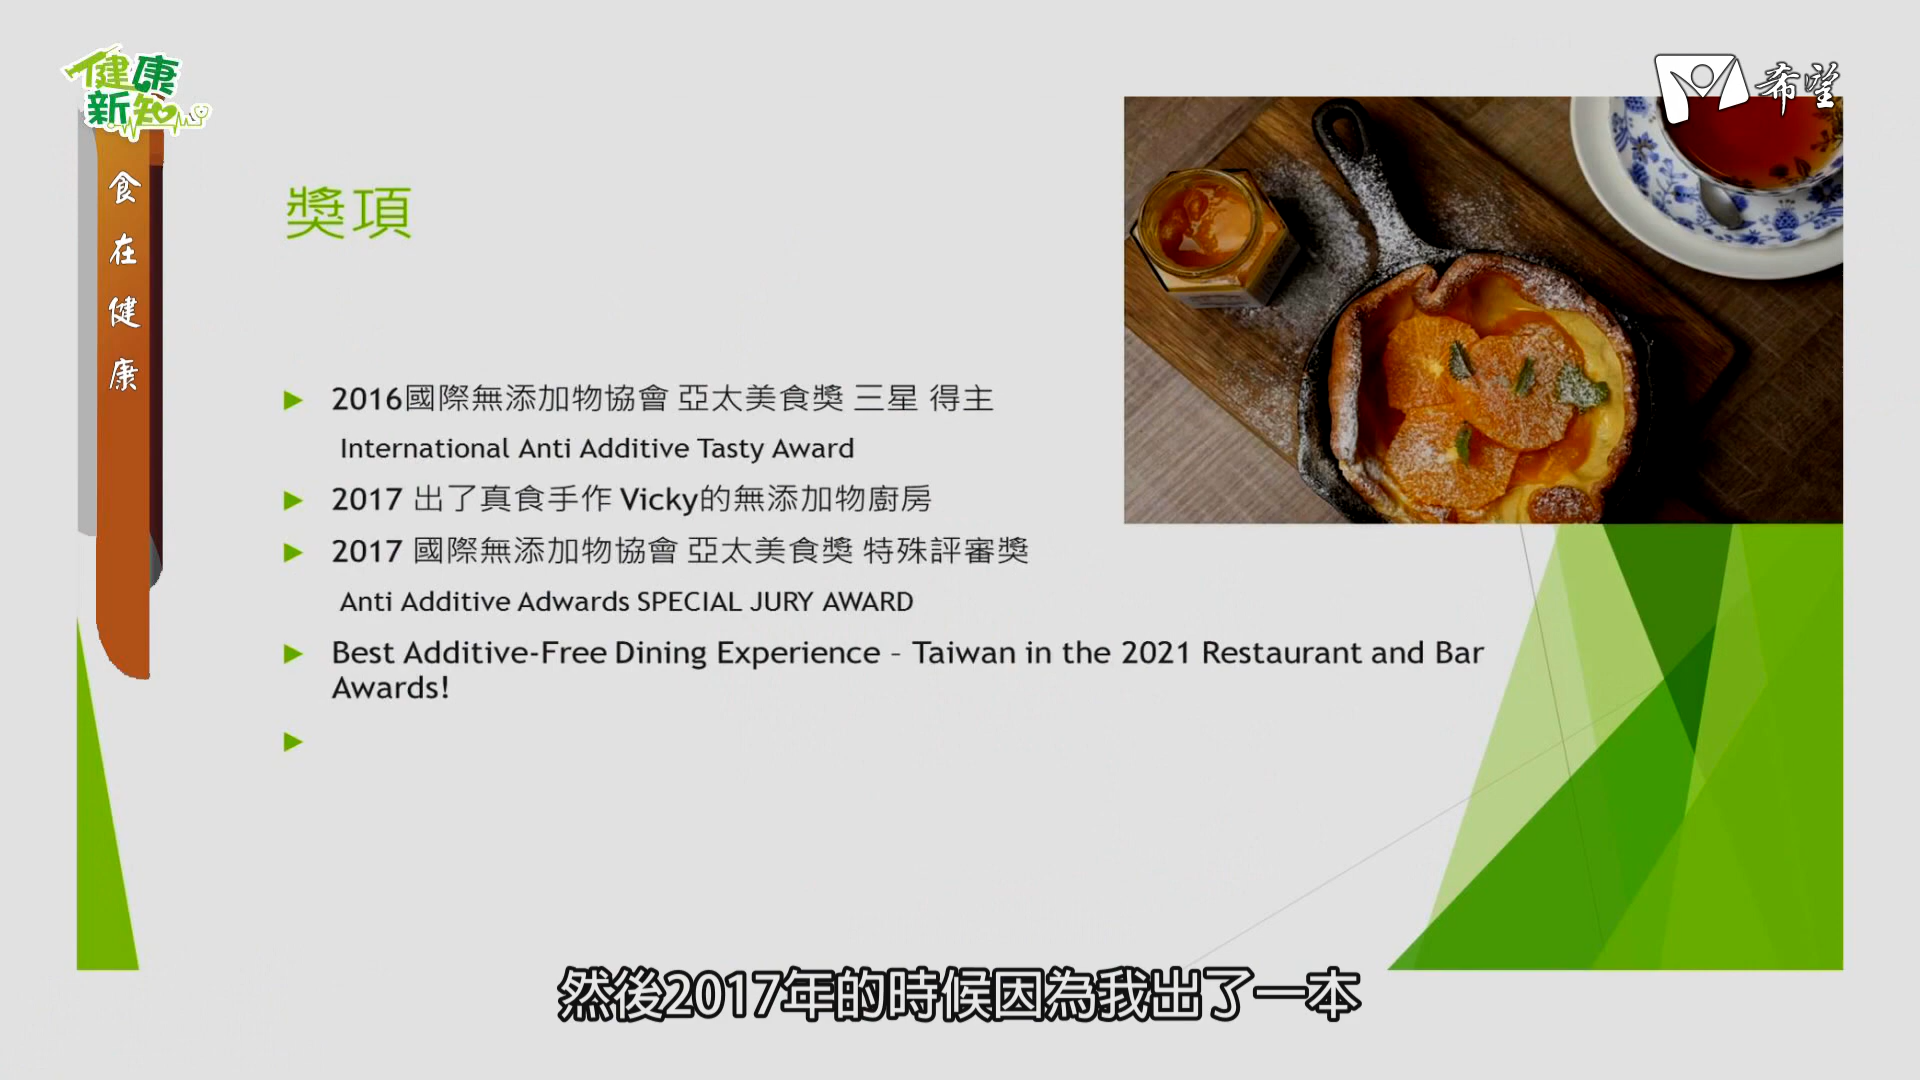 健康
新知
希望
食在健康
獎項
2016國際無添加物協會 亞太美食獎 三星 得主
International Anti Additive Tasty Award
2017 出了真食手作 Vicky的無添加物廚房
2017 國際無添加物協會 亞太美食獎 特殊評審獎
Anti Additive Adwards SPECIAL JURY AWARD
Best Additive-Free Dining Experience – Taiwan in the 2021 Restaurant and Bar
Awards!
然後2017年的時候因為我出了一本